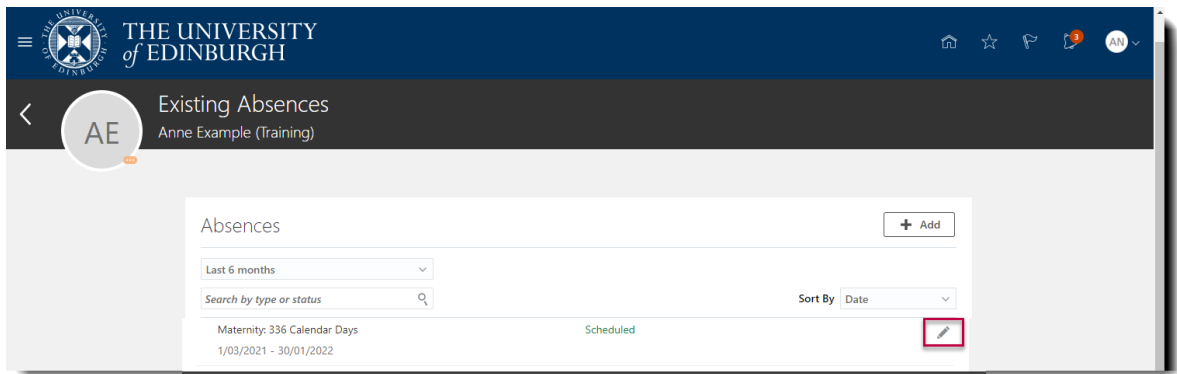 THE UNIVERSITY
of EDINBURGH
3
AN
AE
Existing Absences
Anne Example (Training)
Absences
+ Add
Last 6 months
Search by type or status
Sort By Date
Maternity: 336 Calendar Days Scheduled
1/03/2021 - 30/01/2022